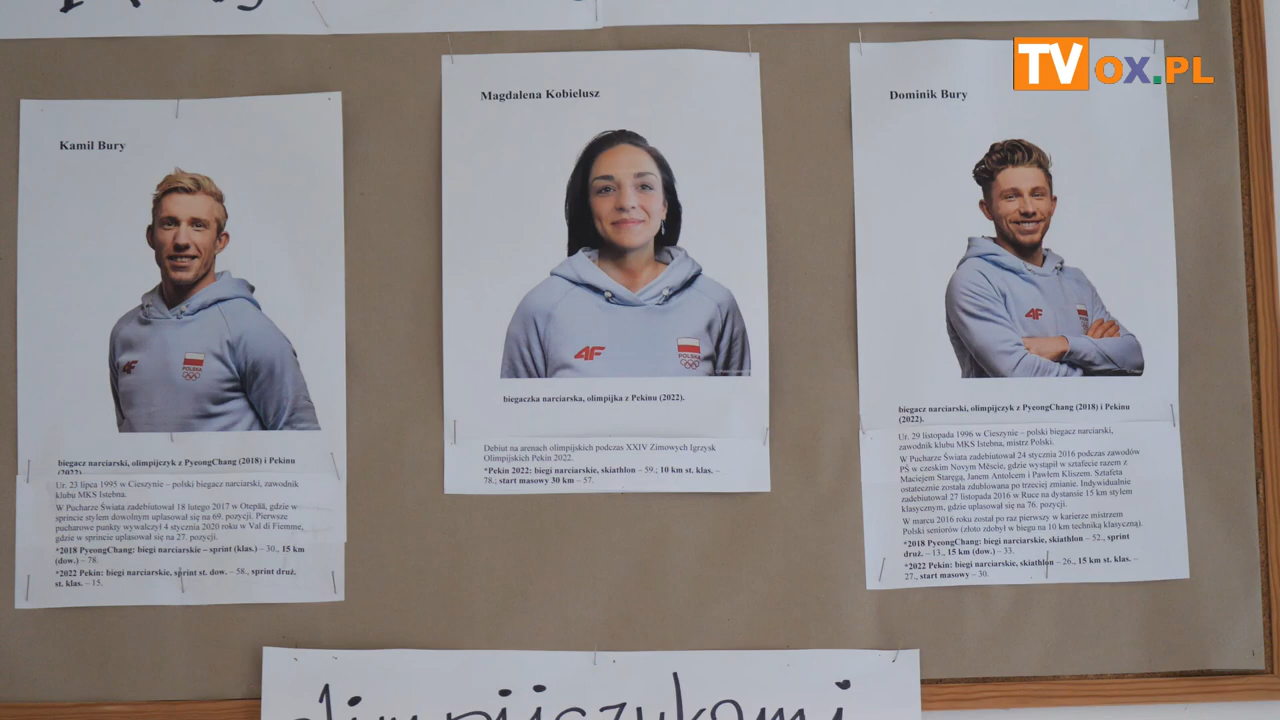 TVOX.PL
Kamil Bury
4F
POLSKA
biegacz narciarski, olimpijczyk z PyeongChang (2018) i Pekinu
(2022).
Ur. 23 lipca 1995 w Cieszynie – polski biegacz narciarski, zawodnik
klubu MKS Istebna.
W Pucharze Świata zadebiutował 18 lutego 2017 w Otepää, gdzie w
sprincie stylem dowolnym uplasował się na 69. pozycji. Pierwsze
pucharowe punkty wywalczył 4 stycznia 2020 roku w Val di Fiemme,
gdzie w sprincie uplasował się na 27. pozycji.
*2018 PyeongChang: biegi narciarskie – sprint (klas.) – 30., 15 km
(dow.) – 78.
*2022 Pekin: biegi narciarskie, sprint st. dow. – 58., sprint druż.
st. klas. – 15.
Magdalena Kobielusz
4F
POLSKA
biegaczka narciarska, olimpijka z Pekinu (2022).
Debiut na arenach olimpijskich podczas XXIV Zimowych Igrzysk
Olimpijskich Pekin 2022.
*Pekin 2022: biegi narciarskie, skiathlon – 59.; 10 km st. klas. –
78.; start masowy 30 km – 57.
Dominik Bury
4F
biegacz narciarski, olimpijczyk z PyeongChang (2018) i Pekinu
(2022).
Ur. 29 listopada 1996 w Cieszynie – polski biegacz narciarski,
zawodnik klubu MKS Istebna, mistrz Polski.
W Pucharze Świata zadebiutował 24 stycznia 2016 podczas zawodów
PŚ w czeskim Novym Měscie, gdzie wystąpił w sztafecie razem z
Maciejem Staręgą, Janem Antolcem i Pawłem Kliszem. Sztafeta
ostatecznie została zdublowana po trzeciej zmianie. Indywidualnie
zadebiutował 27 listopada 2016 w Ruce na dystansie 15 km stylem
klasycznym, gdzie uplasował się na 76. pozycji.
W marcu 2016 roku został po raz pierwszy w karierze mistrzem
Polski seniorów (złoto zdobył w biegu na 10 km techniką klasyczną).
*2018 PyeongChang: biegi narciarskie, skiathlon – 52., sprint
druż. – 13., 15 km (dow.) – 33.
*2022 Pekin: biegi narciarskie, skiathlon – 26., 15 km st. klas. –
27., start masowy – 30.
olimpijczykami